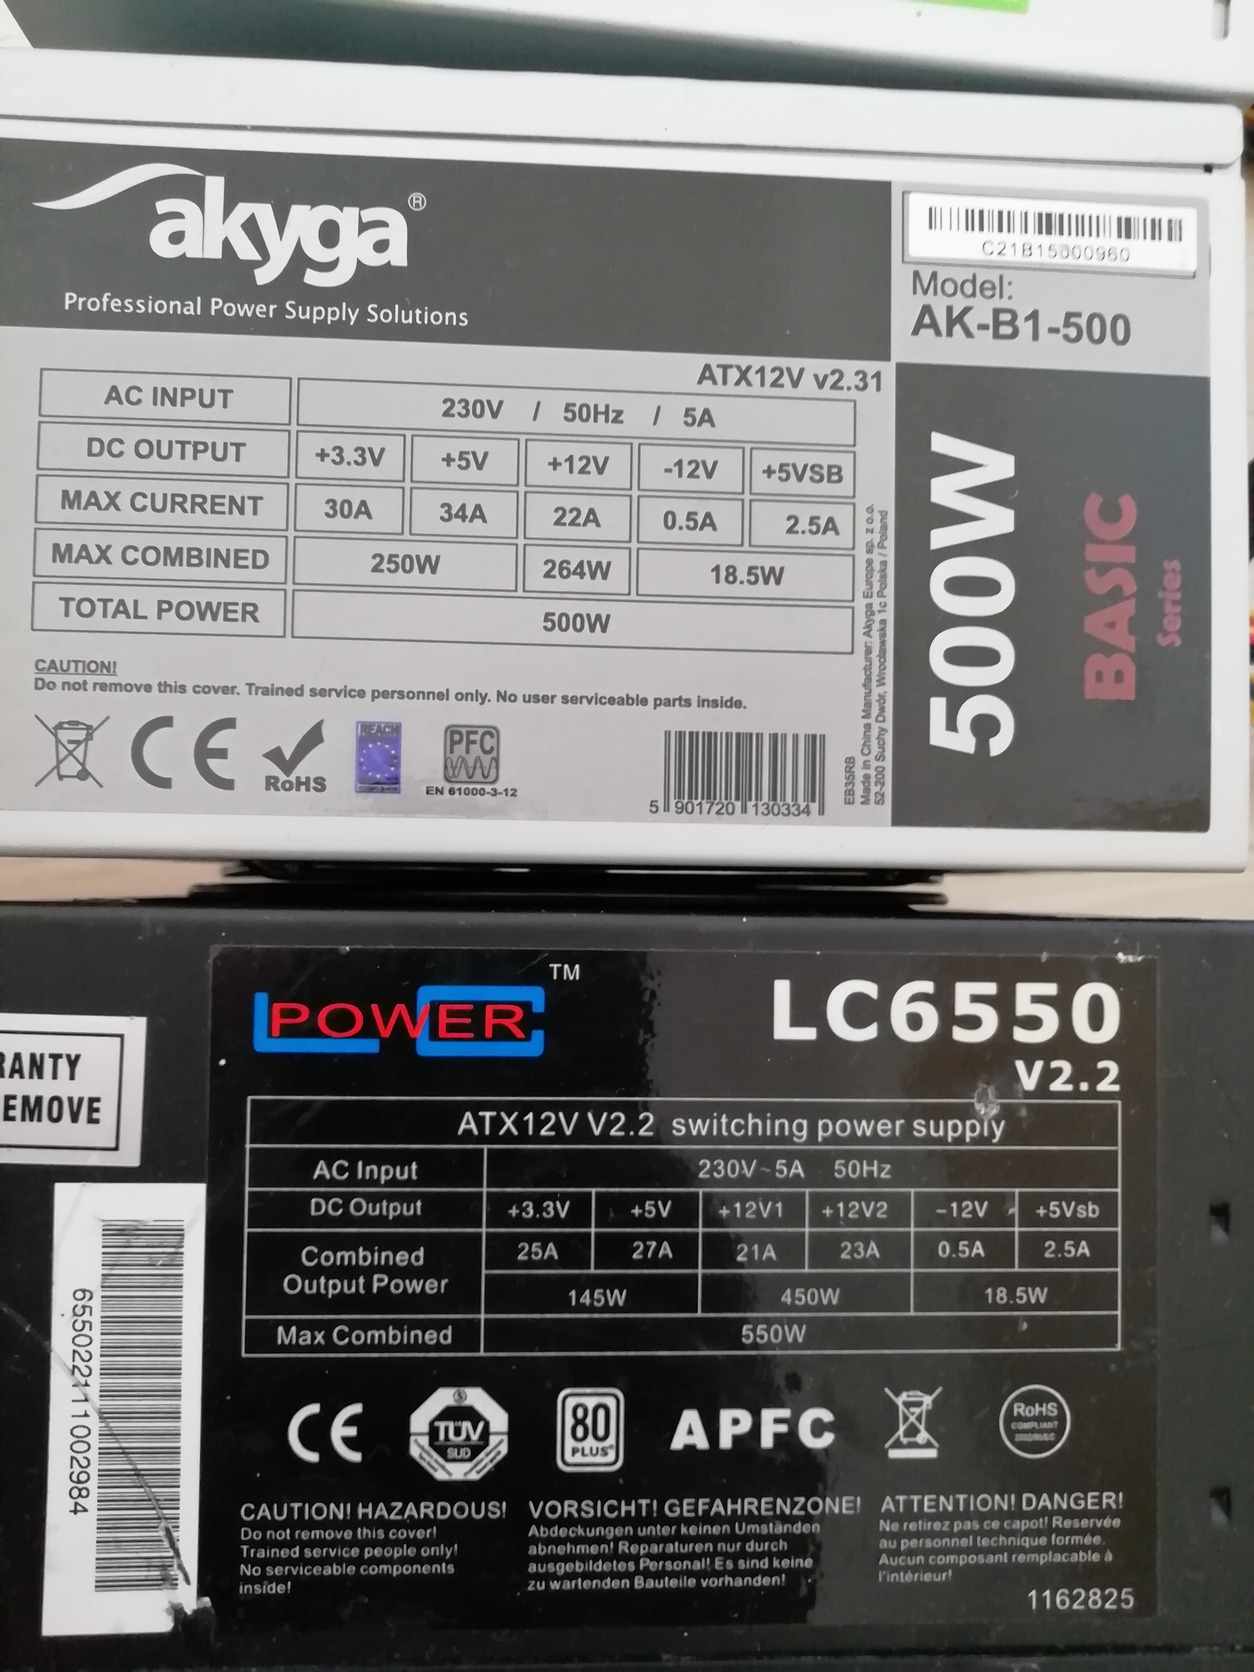 akyga®
Professional Power Supply Solutions
C21B15000960
Model:
AK-B1-500
ATX12V v2.31
AC INPUT 230V / 50Hz / 5A
DC OUTPUT +3.3V +5V +12V -12V +5VSB
MAX CURRENT 30A 34A 22A 0.5A 2.5A
MAX COMBINED 250W 264W 18.5W
TOTAL POWER 500W
CAUTION!
Do not remove this cover. Trained service personnel only. No user serviceable parts inside.
RoHS
REACH
PFC
EN 61000-3-12
5 901720 130334
EB35RB
Made in China Manufacturer: Akyga Europe sp. z o.o.
52-200 Suchy Dwór, Wrocławska 1c Polska / Poland
500W
BASIC
Series
RANTY
EMOVE
655022111002984
LC POWER™
LC6550
V2.2
ATX12V V2.2 switching power supply
AC Input 230V~5A 50Hz
DC Output +3.3V +5V +12V1 +12V2 -12V +5Vsb
Combined Output Power
25A 27A 21A 23A 0.5A 2.5A
145W 450W 18.5W
Max Combined 550W
CE
TÜV
SUD
80
PLUS®
APFC
RoHS
COMPLIANT
CAUTION! HAZARDOUS!
Do not remove this cover!
Trained service people only!
No serviceable components
inside!
VORSICHT! GEFAHRENZONE!
Abdeckungen unter keinen Umständen
abnehmen! Reparaturen nur durch
ausgebildetes Personal! Es sind keine
zu wartenden Bauteile vorhanden!
ATTENTION! DANGER!
Ne retirez pas ce capot! Reservée
au personnel technique formée.
Aucun composant remplacable à
l'intérieur!
1162825